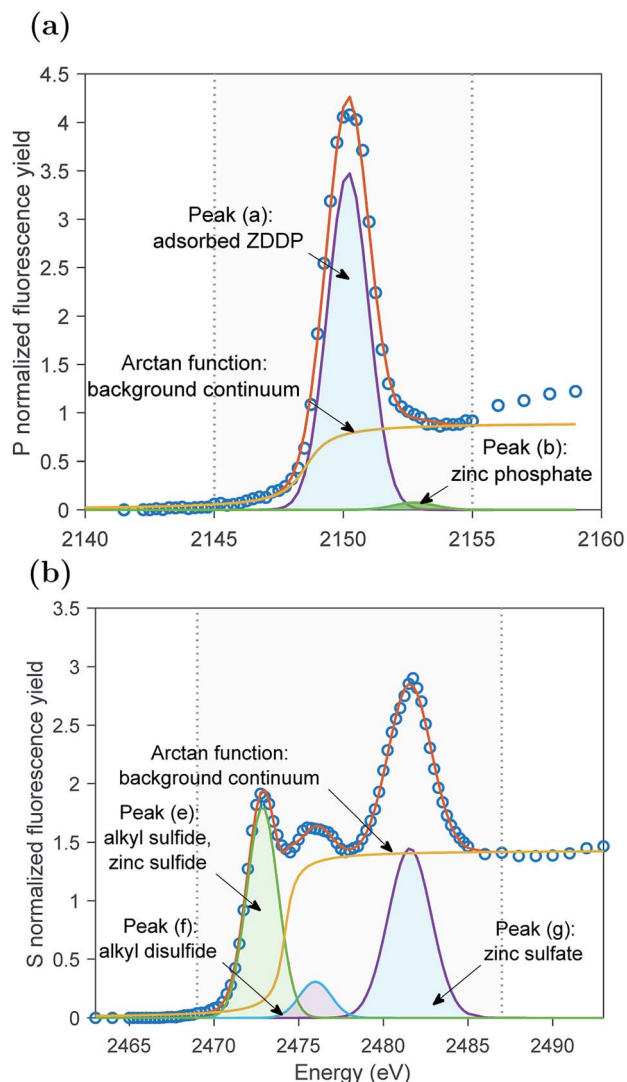 (a)
4.5
4
3.5
3
2.5
2
1.5
1
0.5
0
P normalized fluorescence yield
Peak (a):
adsorbed ZDDP
Arctan function:
background continuum
Peak (b):
zinc phosphate
2140 2145 2150 2155 2160
(b)
3.5
3
2.5
2
1.5
1
0.5
0
S normalized fluorescence yield
Arctan function:
background continuum
Peak (e):
alkyl sulfide,
zinc sulfide
Peak (f):
alkyl disulfide
Peak (g):
zinc sulfate
2465 2470 2475 2480 2485 2490
Energy (eV)